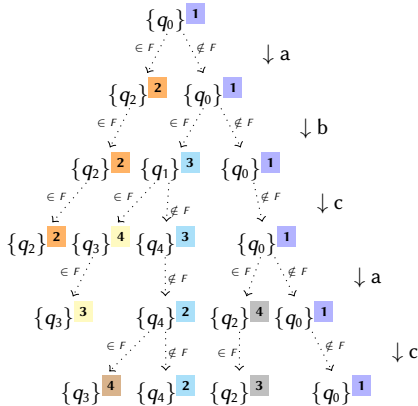 {q₀} 1
∈ F ∉ F ↓ a
{q₂} 2 {q₀} 1
∈ F ∈ F ∉ F ↓ b
{q₂} 2 {q₁} 3 {q₀} 1
∈ F ∈ F ∉ F ∉ F ↓ c
{q₂} 2 {q₃} 4 {q₄} 3 {q₀} 1
∈ F ∉ F ∈ F ∉ F ↓ a
{q₃} 3 {q₄} 2 {q₂} 4 {q₀} 1
∈ F ∉ F ∈ F ∉ F ↓ c
{q₃} 4 {q₄} 2 {q₂} 3 {q₀} 1